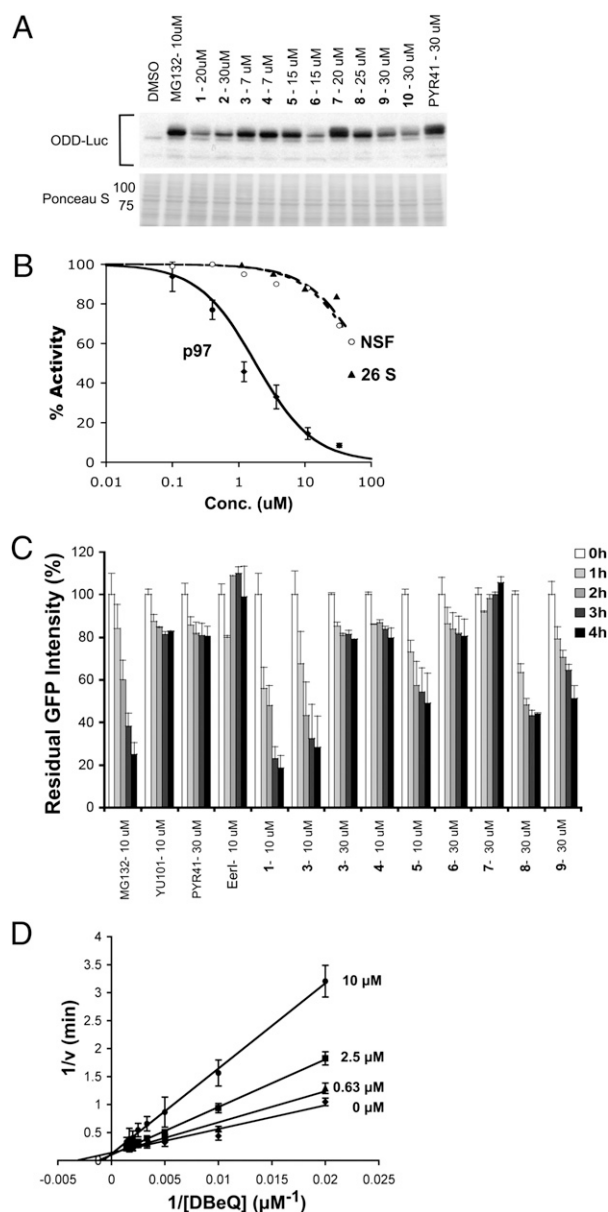 A
DMSO
MG132- 10uM
1 - 20uM
2 - 30uM
3 - 7 uM
4 - 7 uM
5 - 15 uM
6 - 15uM
7 - 20 uM
8 - 25 uM
9 - 30 uM
10 - 30 uM
PYR41 - 30 uM
ODD-Luc
Ponceau S
100
75
B
% Activity
100
80
60
40
20
0
p97
NSF
26 S
0.01
0.1
1
10
100
Conc. (uM)
C
Residual GFP Intensity (%)
120
100
80
60
40
20
0
0h
1h
2h
3h
4h
MG132- 10 uM
YU101- 10 uM
PYR41- 30 uM
EerI- 10 uM
1- 10 uM
3- 10 uM
3- 30 uM
4- 10 uM
5- 10 uM
6- 30 uM
7- 30 uM
8- 30 uM
9- 30 uM
D
1/v (min)
4
3.5
3
2.5
2
1.5
1
0.5
0
10 µM
2.5 µM
0.63 µM
0 µM
-0.005
0
0.005
0.01
0.015
0.02
0.025
1/[DBeQ] (µM-1)